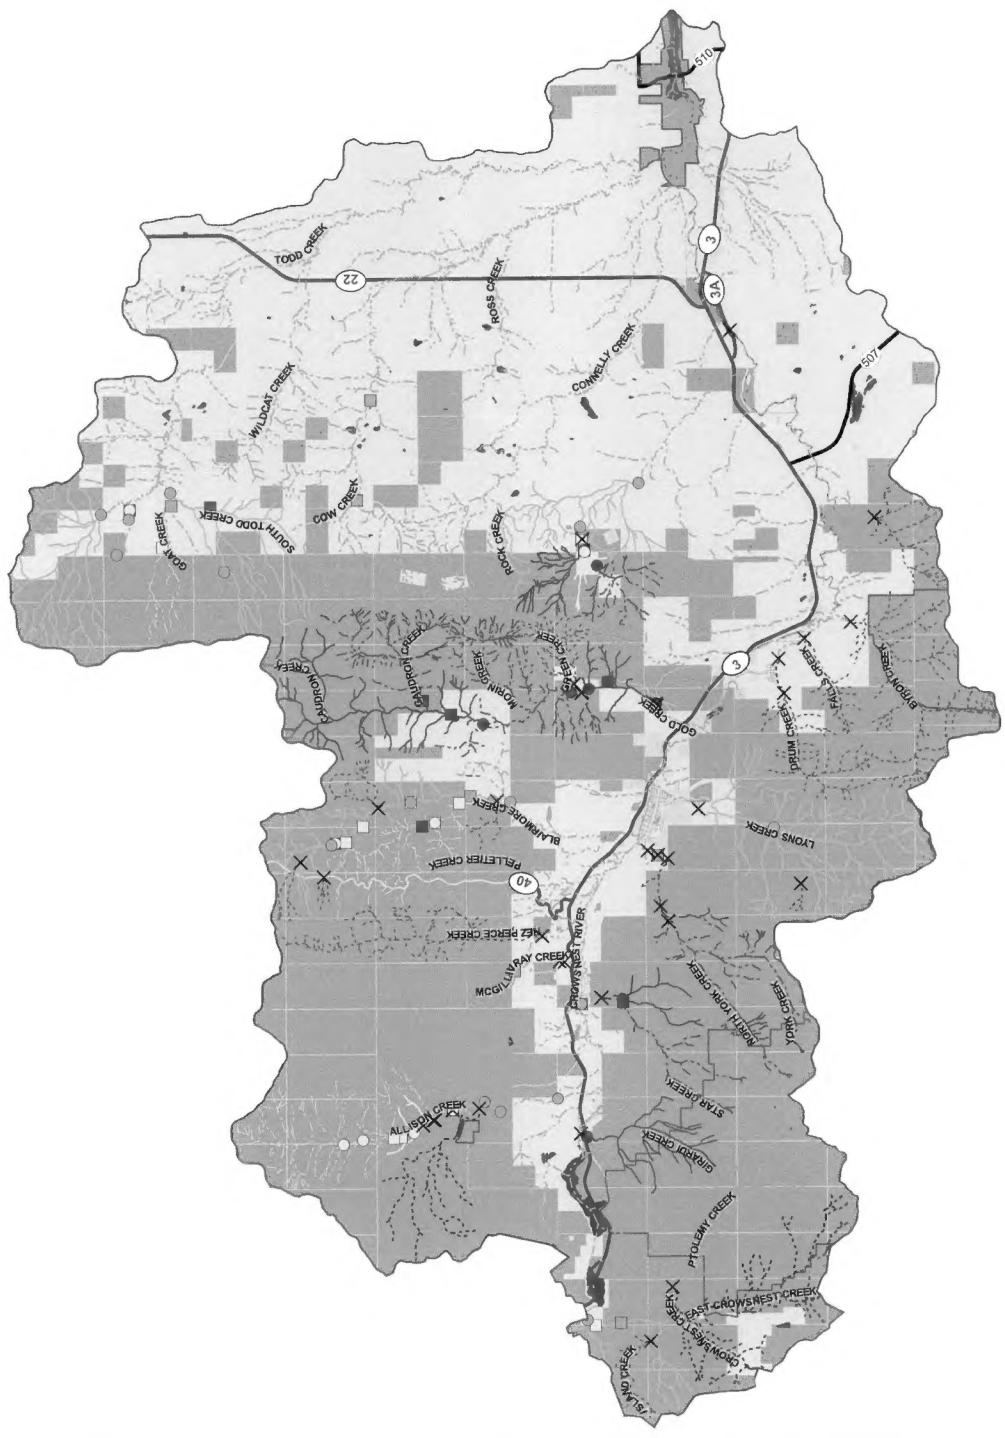 510
3
TODD CREEK
22
ROSS CREEK
3A
CONNELLY CREEK
507
WILDCAT CREEK
COW CREEK
SOUTH TODD CREEK
GOAT CREEK
ROCK CREEK
CAUDRON CREEK
CAUDRON CREEK
MORIN CREEK
GREEN CREEK
GOLD CREEK
3
FALLS CREEK
BYRON CREEK
DRUM CREEK
BLAIRMORE CREEK
LYONS CREEK
PELLETIER CREEK
40
NEZ PERCE CREEK
MCGILLIVRAY CREEK
CROWSNEST RIVER
NORTH YORK CREEK
YORK CREEK
STAR CREEK
ALLISON CREEK
GIRARDI CREEK
PTOLEMY CREEK
EAST CROWSNEST CREEK
CROWSNEST CREEK
ISLAND CREEK